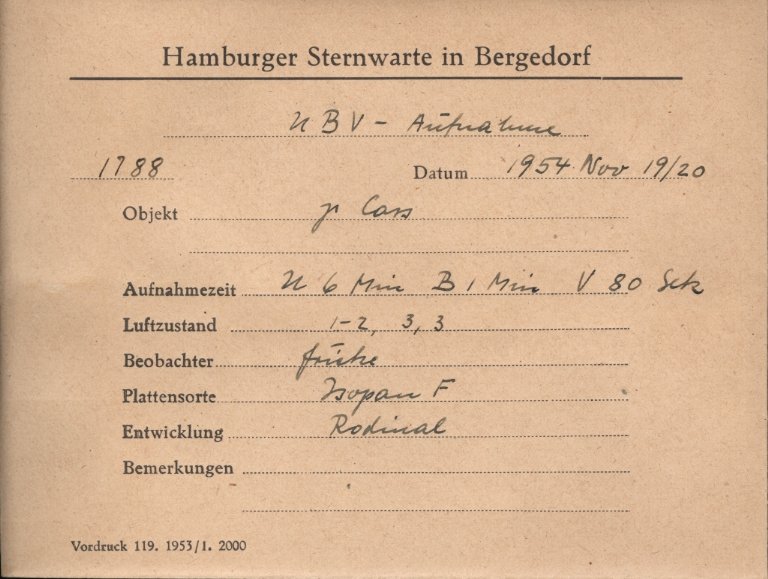 Hamburger Sternwarte in Bergedorf
UBV - Aufnahme
1788 Datum 1954 Nov 19/20
Objekt γ Cass
Aufnahmezeit U 6 Min B 1 Min V 80 Sek
Luftzustand 1-2, 3, 3
Beobachter
Plattensorte Isopan F
Entwicklung Rodinal
Bemerkungen
Vordruck 119. 1953/1. 2000